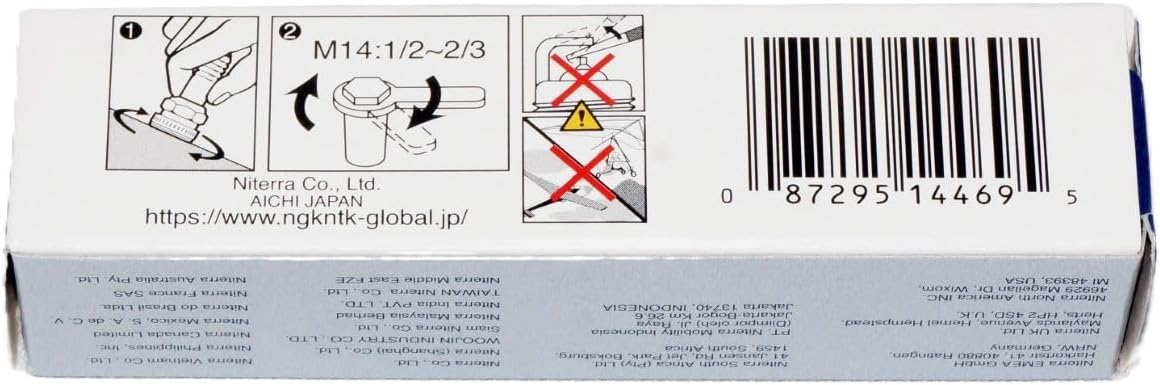 1
2
M14:1/2~2/3
Niterra Co., Ltd.
AICHI JAPAN
https://www.ngkntk-global.jp/
!
0 87295 14469 5
Niterra EMEA GmbH
Harkortstr 41, 40880 Ratingen,
NRW, Germany
Niterra UK Ltd.
Maylands Avenue, Hemel Hempstead
Herts, HP2 4SD, U.K.
Niterra North America INC.
46929 Magellan Dr, Wixom,
MI 48393, USA
Niterra South Africa (Pty) Ltd
41 Jansen Rd, Jet Park, Boksburg
1459, South Africa
PT. Niterra Mobility Indonesia
(Diimpor oleh) Jl. Raya
Jakarta-Bogor Km 26.6,
Jakarta 13740, INDONESIA
Niterra Co., Ltd.
Niterra (Shanghai) Co., Ltd.
WOOJIN INDUSTRY CO., LTD.
Siam Niterra Co., Ltd.
Niterra Malaysia Berhad
Niterra India PVT. LTD.
TAIWAN Niterra Co., Ltd.
Niterra Middle East FZE
Niterra Vietnam Co., Ltd.
Niterra Philippines, Inc.
Niterra Canada Limited
Niterra Mexico, S. A. de C. V
Niterra do Brasil Ltda.
Niterra France SAS
Niterra Australia Pty. Ltd.